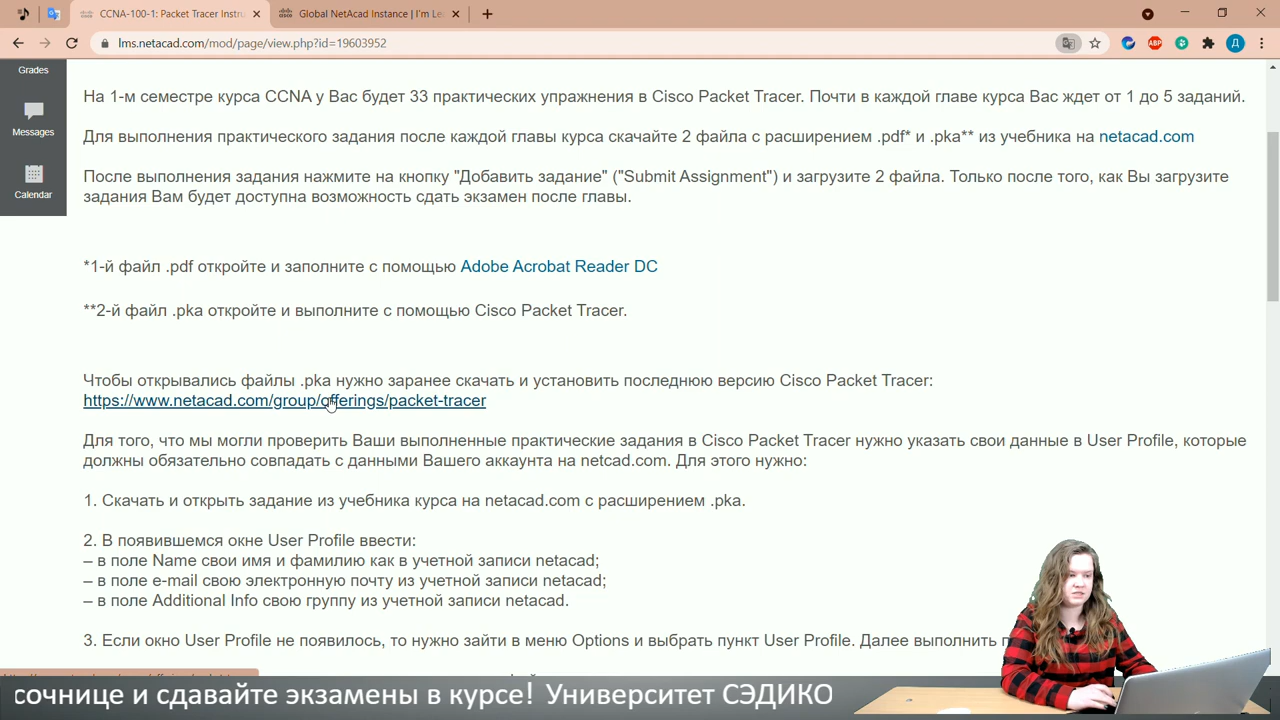 CCNA-100-1: Packet Tracer Instru
Global NetAcad Instance | I'm Le
lms.netacad.com/mod/page/view.php?id=19603952
ABP
Д
Grades
Messages
Calendar
На 1-м семестре курса CCNA у Вас будет 33 практических упражнения в Cisco Packet Tracer. Почти в каждой главе курса Вас ждет от 1 до 5 заданий.
Для выполнения практического задания после каждой главы курса скачайте 2 файла с расширением .pdf* и .pka** из учебника на netacad.com
После выполнения задания нажмите на кнопку "Добавить задание" ("Submit Assignment") и загрузите 2 файла. Только после того, как Вы загрузите
задания Вам будет доступна возможность сдать экзамен после главы.
*1-й файл .pdf откройте и заполните с помощью Adobe Acrobat Reader DC
**2-й файл .pka откройте и выполните с помощью Cisco Packet Tracer.
Чтобы открывались файлы .pka нужно заранее скачать и установить последнюю версию Cisco Packet Tracer:
https://www.netacad.com/group/offerings/packet-tracer
Для того, что мы могли проверить Ваши выполненные практические задания в Cisco Packet Tracer нужно указать свои данные в User Profile, которые
должны обязательно совпадать с данными Вашего аккаунта на netcad.com. Для этого нужно:
1. Скачать и открыть задание из учебника курса на netacad.com с расширением .pka.
2. В появившемся окне User Profile ввести:
– в поле Name свои имя и фамилию как в учетной записи netacad;
– в поле e-mail свою электронную почту из учетной записи netacad;
– в поле Additional Info свою группу из учетной записи netacad.
3. Если окно User Profile не появилось, то нужно зайти в меню Options и выбрать пункт User Profile. Далее выполнить п
сочнице и сдавайте экзамены в курсе! Университет СЭДИКО